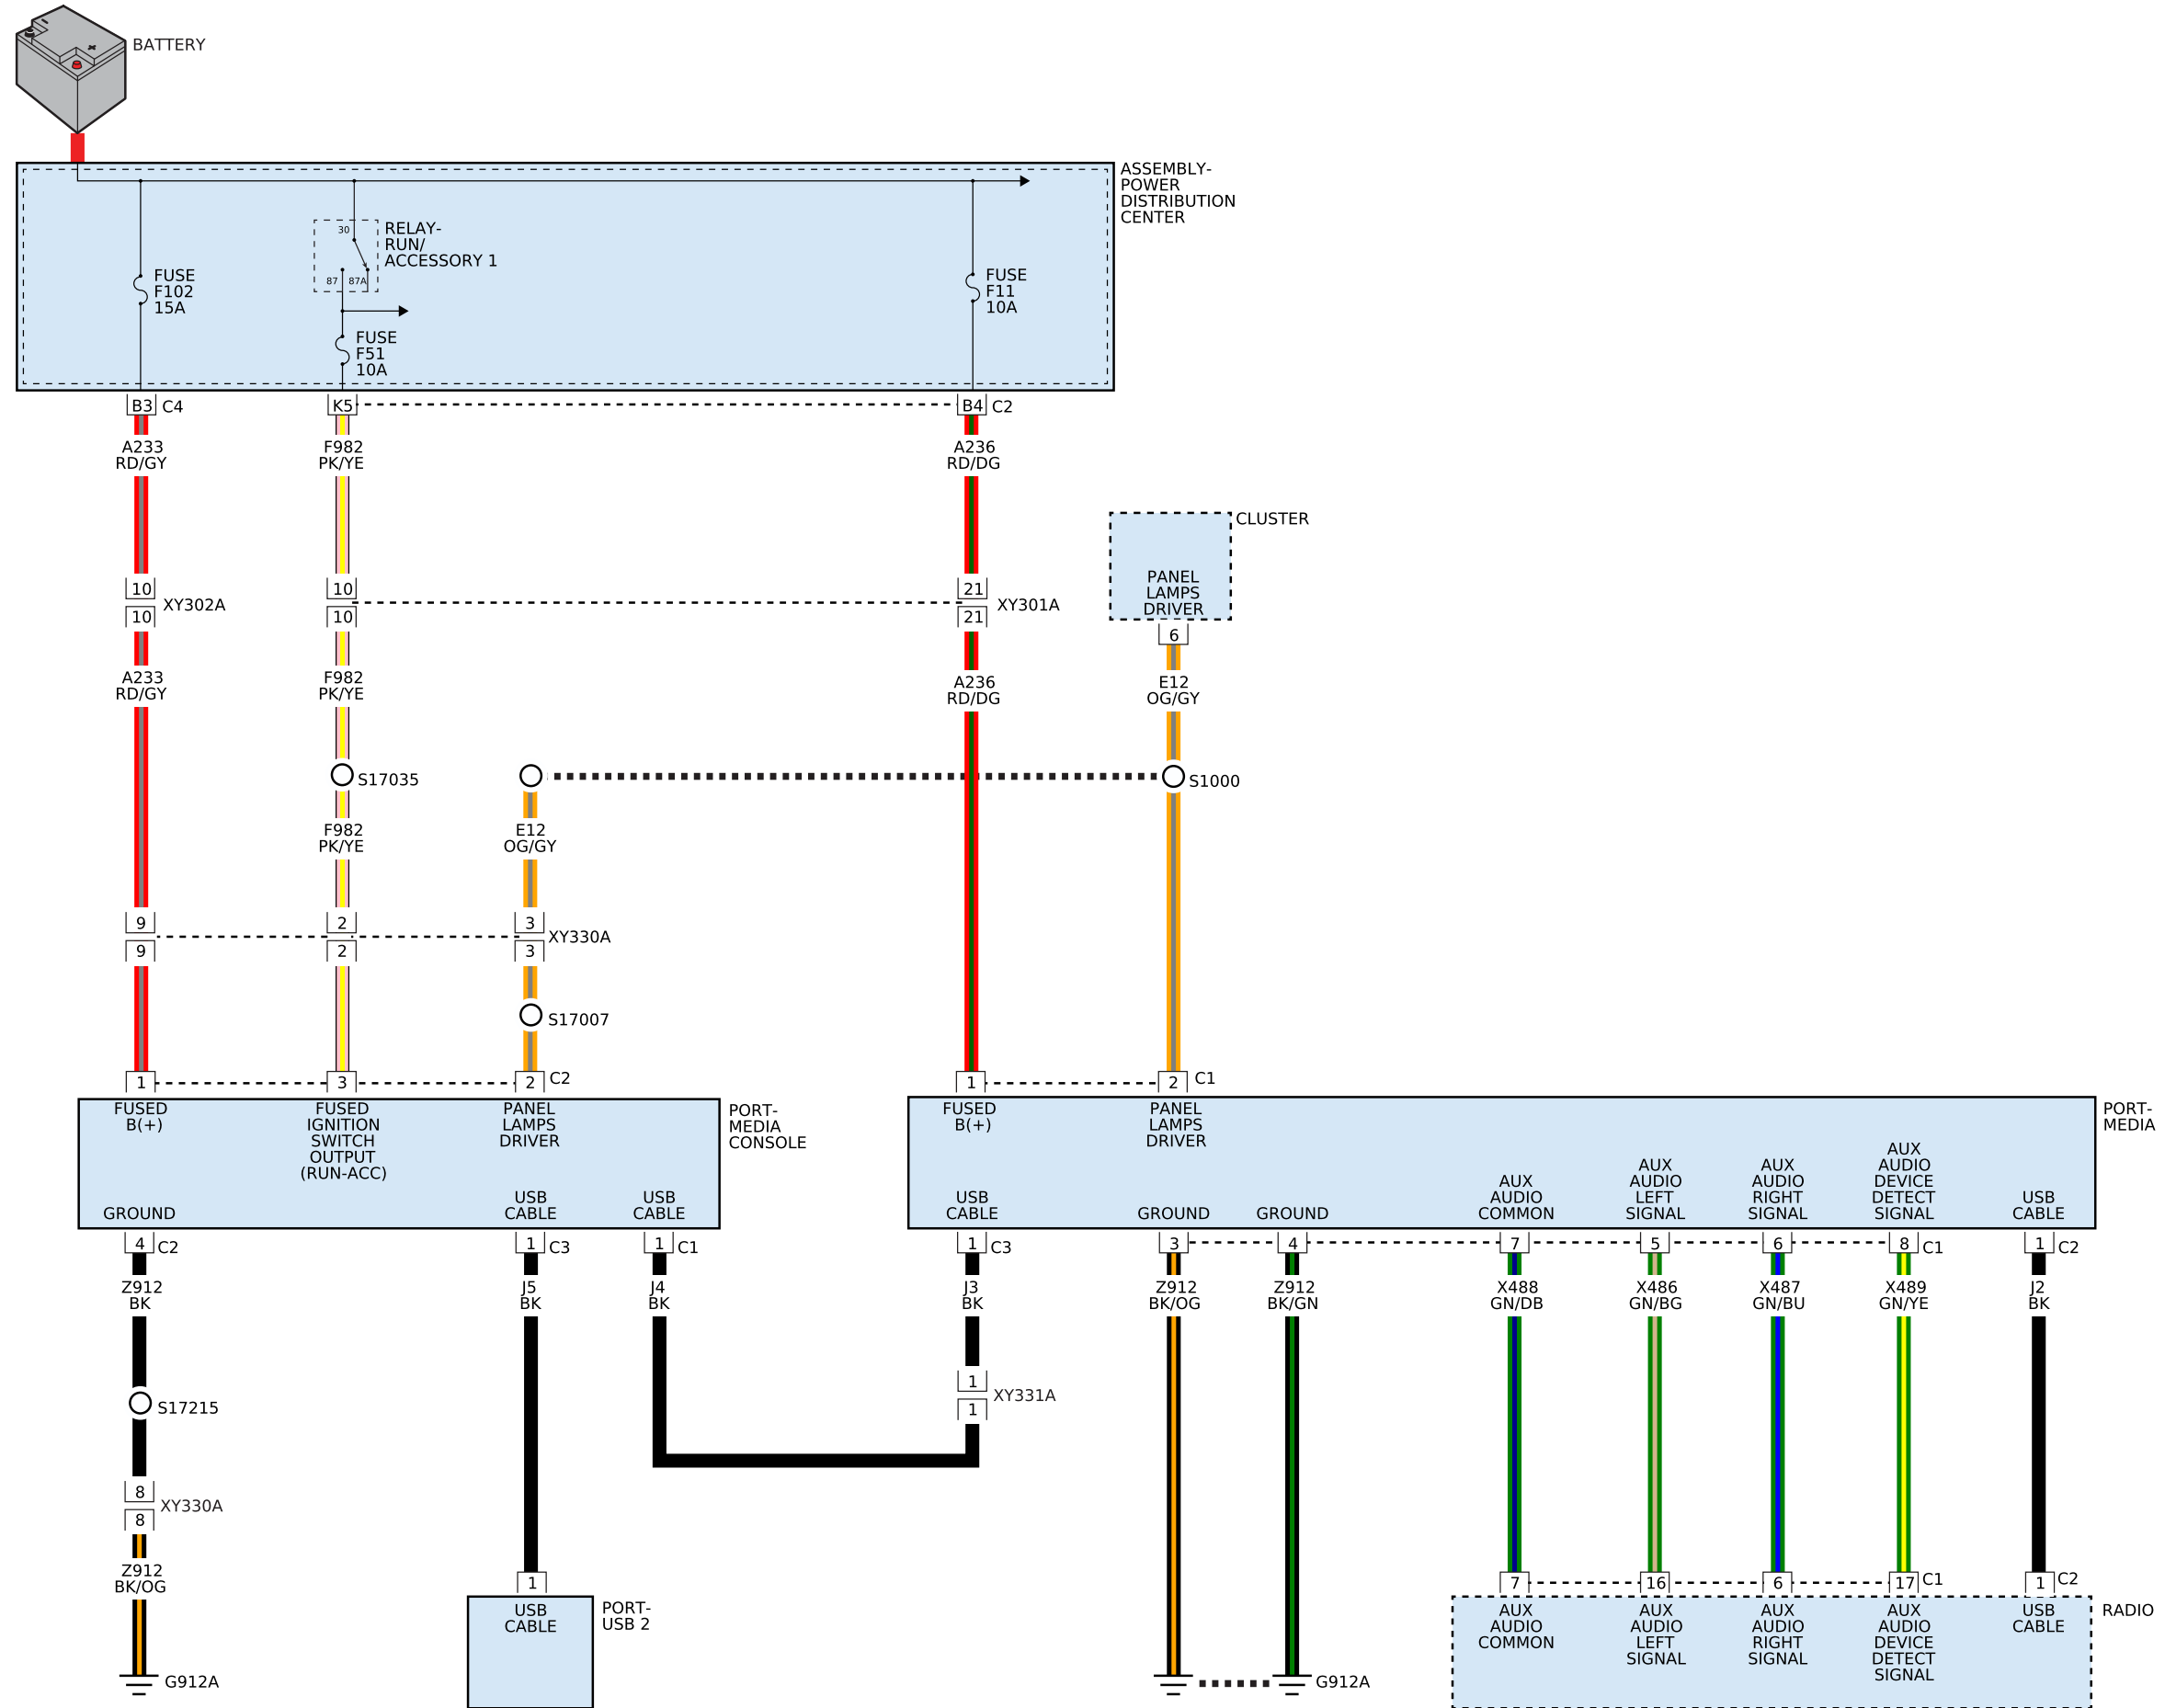 BATTERY
ASSEMBLY-
POWER
DISTRIBUTION
CENTER
30
RELAY-
RUN/
ACCESSORY 1
87
87A
FUSE
F102
15A
FUSE
F51
10A
FUSE
F11
10A
B3
C4
K5
B4
C2
A233
RD/GY
F982
PK/YE
A236
RD/DG
CLUSTER
PANEL
LAMPS
DRIVER
6
10
10
XY302A
10
10
21
21
XY301A
A233
RD/GY
F982
PK/YE
A236
RD/DG
E12
OG/GY
S17035
S1000
F982
PK/YE
E12
OG/GY
9
9
2
2
3
3
XY330A
S17007
1
3
2
C2
1
2
C1
FUSED
B(+)
FUSED
IGNITION
SWITCH
OUTPUT
(RUN-ACC)
PANEL
LAMPS
DRIVER
PORT-
MEDIA
CONSOLE
GROUND
USB
CABLE
USB
CABLE
FUSED
B(+)
PANEL
LAMPS
DRIVER
PORT-
MEDIA
USB
CABLE
GROUND
GROUND
AUX
AUDIO
COMMON
AUX
AUDIO
LEFT
SIGNAL
AUX
AUDIO
RIGHT
SIGNAL
AUX
AUDIO
DEVICE
DETECT
SIGNAL
USB
CABLE
4
C2
1
C3
1
C1
1
C3
3
4
7
5
6
8
C1
1
C2
Z912
BK
J5
BK
J4
BK
J3
BK
Z912
BK/OG
Z912
BK/GN
X488
GN/DB
X486
GN/BG
X487
GN/BU
X489
GN/YE
J2
BK
1
1
XY331A
S17215
8
8
XY330A
Z912
BK/OG
G912A
1
USB
CABLE
PORT-
USB 2
G912A
7
16
6
17
C1
1
C2
AUX
AUDIO
COMMON
AUX
AUDIO
LEFT
SIGNAL
AUX
AUDIO
RIGHT
SIGNAL
AUX
AUDIO
DEVICE
DETECT
SIGNAL
USB
CABLE
RADIO